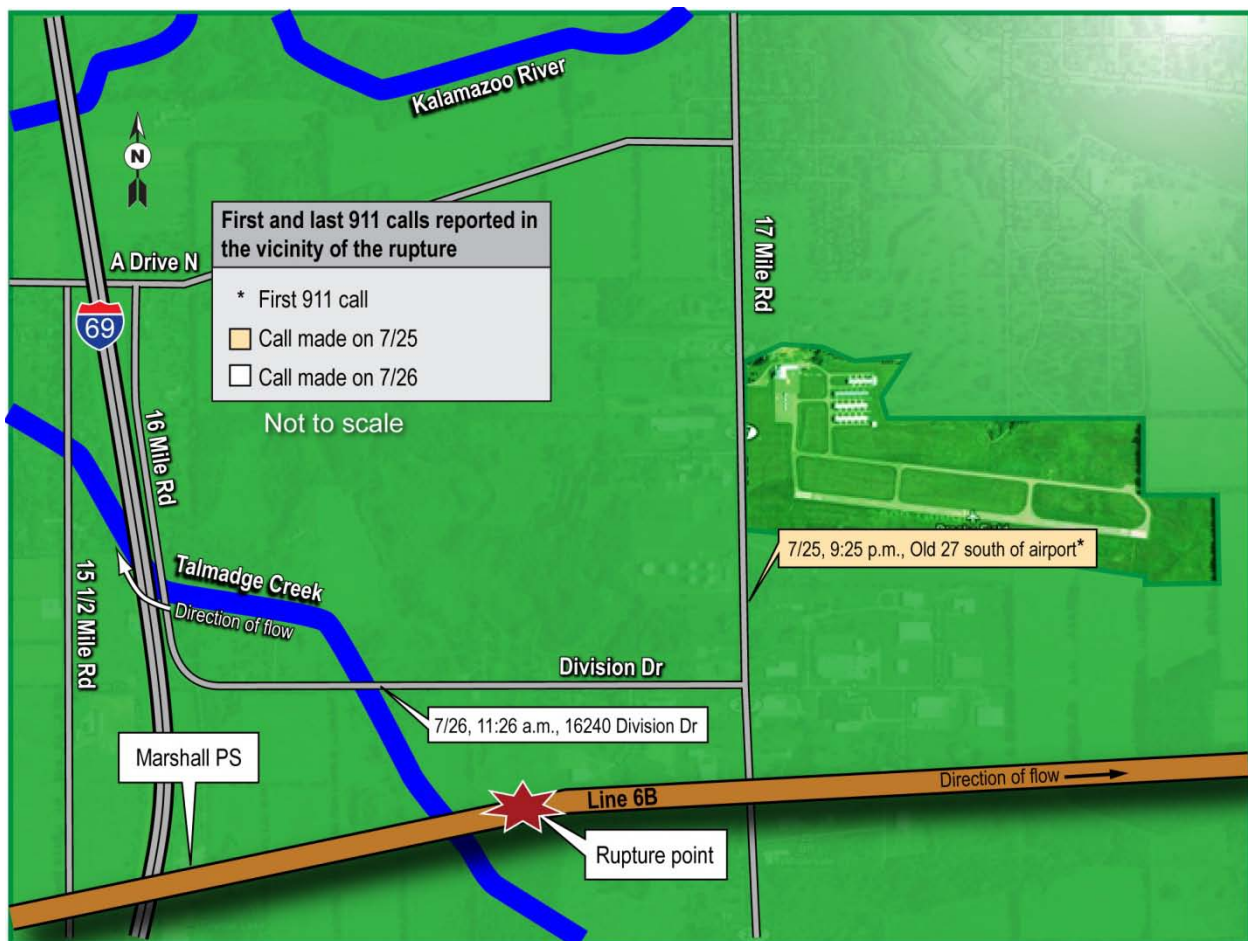 Kalamazoo River
N
First and last 911 calls reported in
the vicinity of the rupture
* First 911 call
Call made on 7/25
Call made on 7/26
Not to scale
A Drive N
69
17 Mile Rd
16 Mile Rd
15 1/2 Mile Rd
7/25, 9:25 p.m., Old 27 south of airport*
Talmadge Creek
Direction of flow
Division Dr
7/26, 11:26 a.m., 16240 Division Dr
Marshall PS
Direction of flow
Line 6B
Rupture point